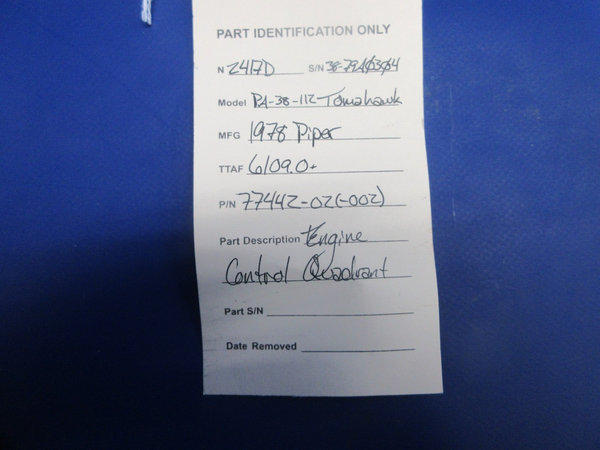 PART IDENTIFICATION ONLY
N 2417D S/N 38-79A0304
Model PA-38-112 Tomahawk
MFG 1978 Piper
TTAF 6109.0+
P/N 77442-02(-002)
Part Description Engine
Control Quadrant
Part S/N
Date Removed